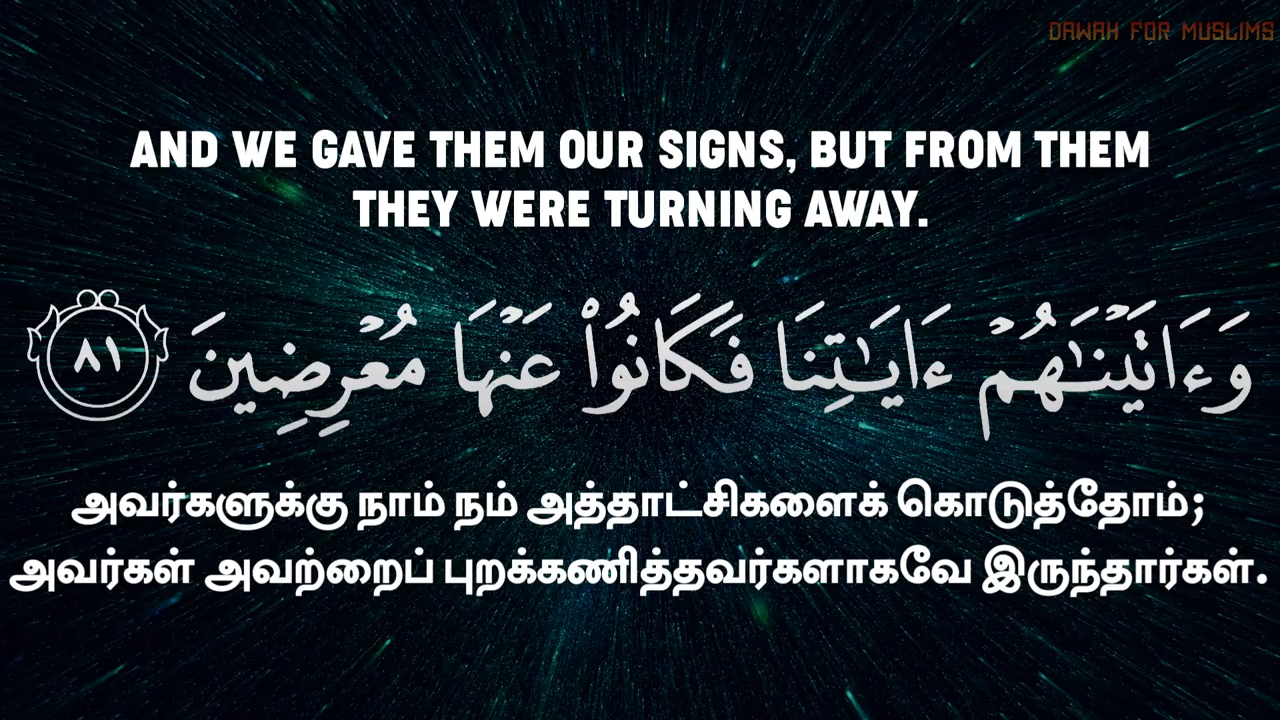 DAWAH FOR MUSLIMS
AND WE GAVE THEM OUR SIGNS, BUT FROM THEM
THEY WERE TURNING AWAY.
وَءَاتَيْنَـٰهُمْ ءَايَـٰتِنَا فَكَانُوا۟ عَنْهَا مُعْرِضِينَ ٨١
அவர்களுக்கு நாம் நம் அத்தாட்சிகளைக் கொடுத்தோம்;
அவர்கள் அவற்றைப் புறக்கணித்தவர்களாகவே இருந்தார்கள்.